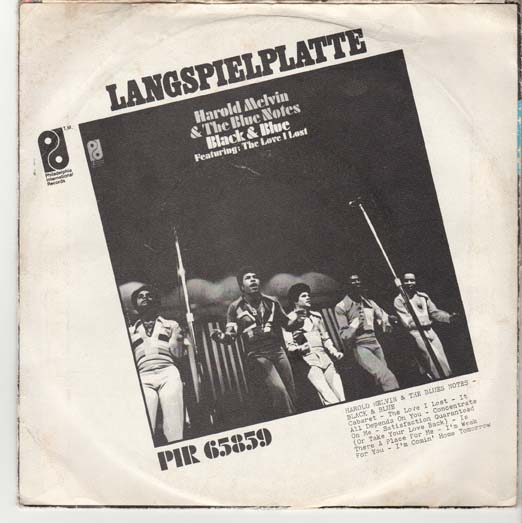 LANGSPIELPLATTE
Harold Melvin
& The Blue Notes
Black & Blue
Featuring: The Love I Lost
T.M.
Philadelphia
International
Records
HAROLD MELVIN & THE BLUES NOTES -
BLACK & BLUE
Cabaret - The Love I Lost - It
All Depends On You - Concentrate
On Me - Satisfaction Guaranteed
(Or Take Your Love Back) - Is
There A Place For Me - I'm Weak
For You - I'm Comin' Home Tomorrow
PIR 65859